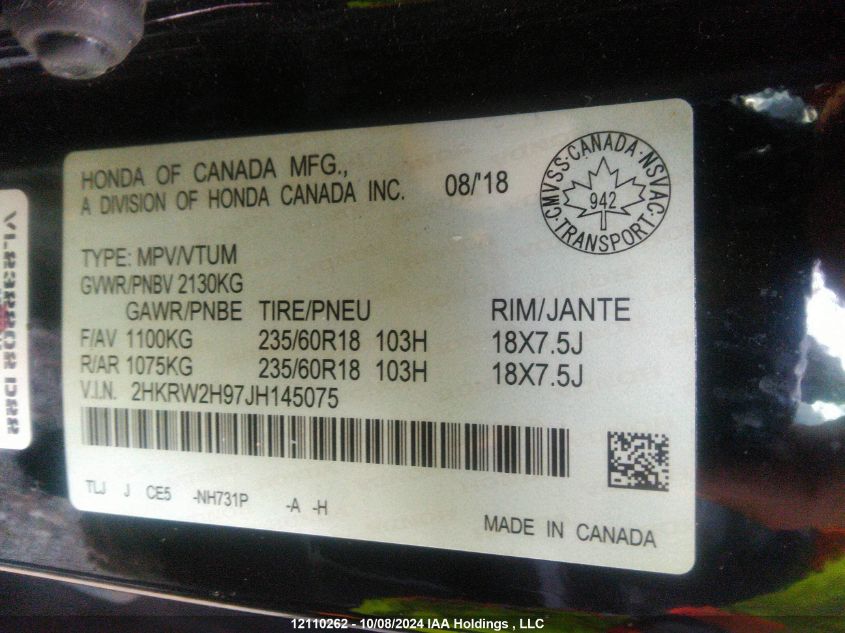 HONDA OF CANADA MFG.,
A DIVISION OF HONDA CANADA INC.
08/'18
CMVSS·CANADA·NSVAC·TRANSPORT·
942
TYPE: MPV/VTUM
GVWR/PNBV 2130KG
GAWR/PNBE TIRE/PNEU RIM/JANTE
F/AV 1100KG 235/60R18 103H 18X7.5J
R/AR 1075KG 235/60R18 103H 18X7.5J
V.I.N. 2HKRW2H97JH145075
TLJ J CE5 -NH731P -A -H
MADE IN CANADA
12110262 - 10/08/2024 IAA Holdings , LLC